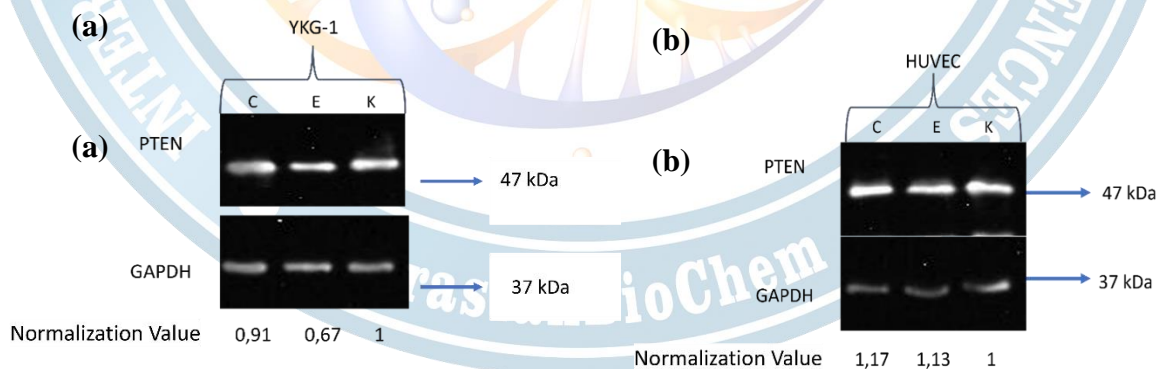 (a)
YKG-1
C E K
(a)
PTEN
47 kDa
GAPDH
37 kDa
Normalization Value 0,91 0,67 1
(b)
HUVEC
C E K
(b)
PTEN
47 kDa
GAPDH
37 kDa
Normalization Value 1,17 1,13 1